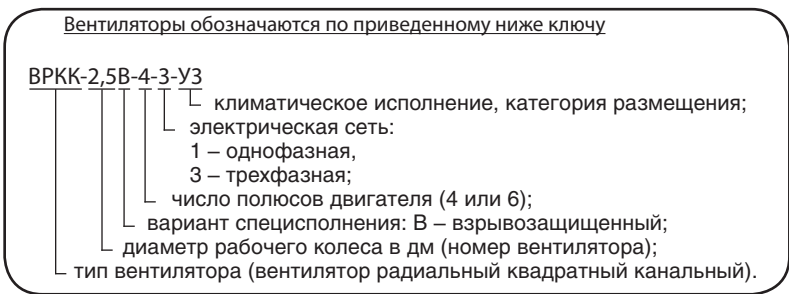 Вентиляторы обозначаются по приведенному ниже ключу
ВРКК-2,5В-4-3-У3
климатическое исполнение, категория размещения;
электрическая сеть:
1 – однофазная,
3 – трехфазная;
число полюсов двигателя (4 или 6);
вариант специсполнения: В – взрывозащищенный;
диаметр рабочего колеса в дм (номер вентилятора);
тип вентилятора (вентилятор радиальный квадратный канальный).